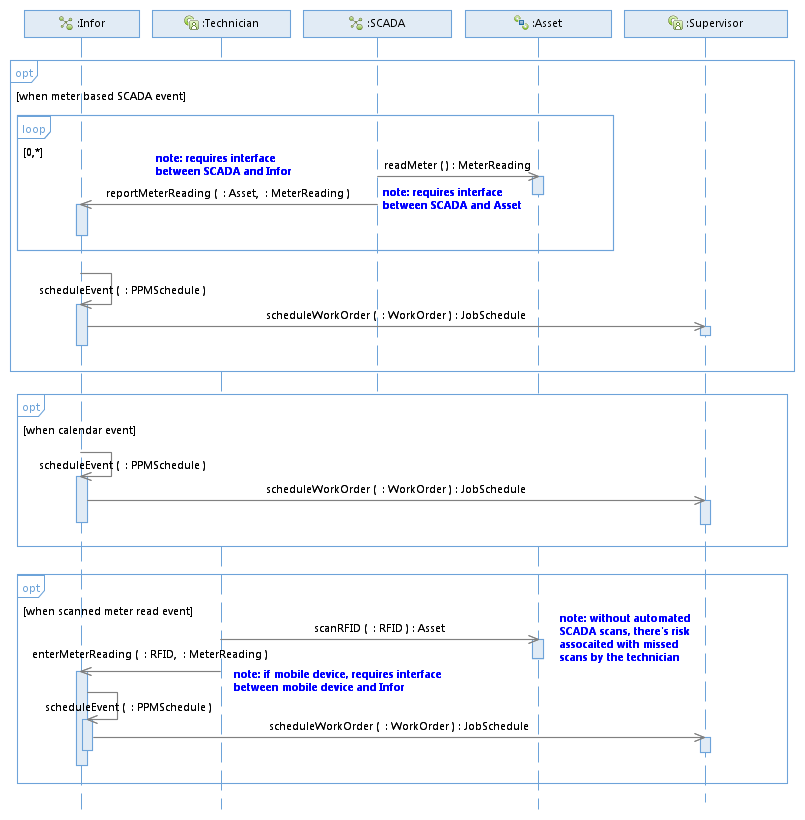 :Infor :Technician :SCADA :Asset :Supervisor
opt
[when meter based SCADA event]
loop
[0,*]
note: requires interface
between SCADA and Infor
readMeter ( ) : MeterReading
reportMeterReading ( : Asset, : MeterReading )
note: requires interface
between SCADA and Asset
scheduleEvent ( : PPMSchedule )
scheduleWorkOrder ( : WorkOrder ) : JobSchedule
opt
[when calendar event]
scheduleEvent ( : PPMSchedule )
scheduleWorkOrder ( : WorkOrder ) : JobSchedule
opt
[when scanned meter read event]
scanRFID ( : RFID ) : Asset
note: without automated
SCADA scans, there's risk
assocaited with missed
scans by the technician
enterMeterReading ( : RFID, : MeterReading )
note: if mobile device, requires interface
between mobile device and Infor
scheduleEvent ( : PPMSchedule )
scheduleWorkOrder ( : WorkOrder ) : JobSchedule